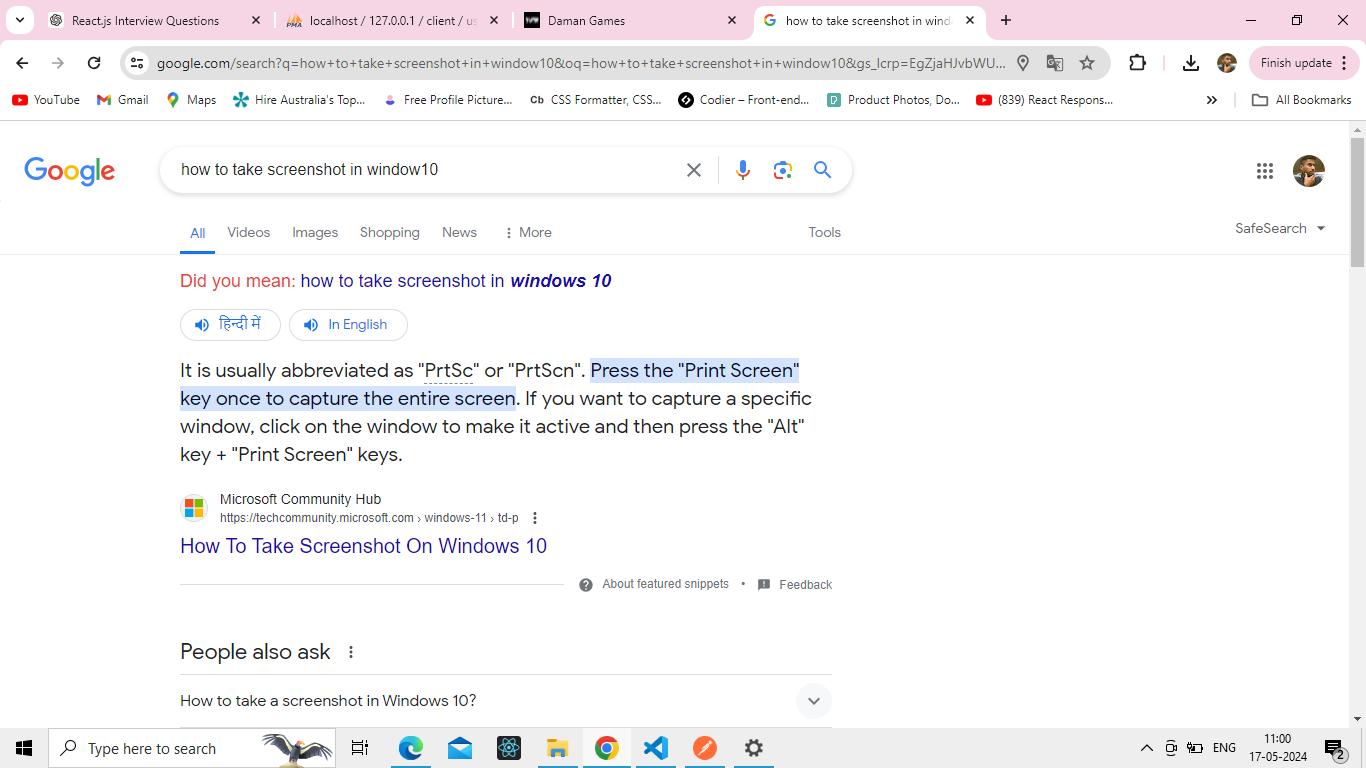 React.js Interview Questions
localhost / 127.0.0.1 / client / us
Daman Games
how to take screenshot in wind
google.com/search?q=how+to+take+screenshot+in+window10&oq=how+to+take+screenshot+in+window10&gs_lcrp=EgZjaHJvbWU...
Finish update
YouTube
Gmail
Maps
Hire Australia's Top...
Free Profile Picture...
CSS Formatter, CSS...
Codier – Front-end...
Product Photos, Do...
(839) React Respons...
All Bookmarks
Google
how to take screenshot in window10
All
Videos
Images
Shopping
News
More
Tools
SafeSearch
Did you mean: how to take screenshot in windows 10
हिन्दी में
In English
It is usually abbreviated as "PrtSc" or "PrtScn". Press the "Print Screen"
key once to capture the entire screen. If you want to capture a specific
window, click on the window to make it active and then press the "Alt"
key + "Print Screen" keys.
Microsoft Community Hub
https://techcommunity.microsoft.com › windows-11 › td-p
How To Take Screenshot On Windows 10
About featured snippets • Feedback
People also ask
How to take a screenshot in Windows 10?
Type here to search
ENG
11:00
17-05-2024
2